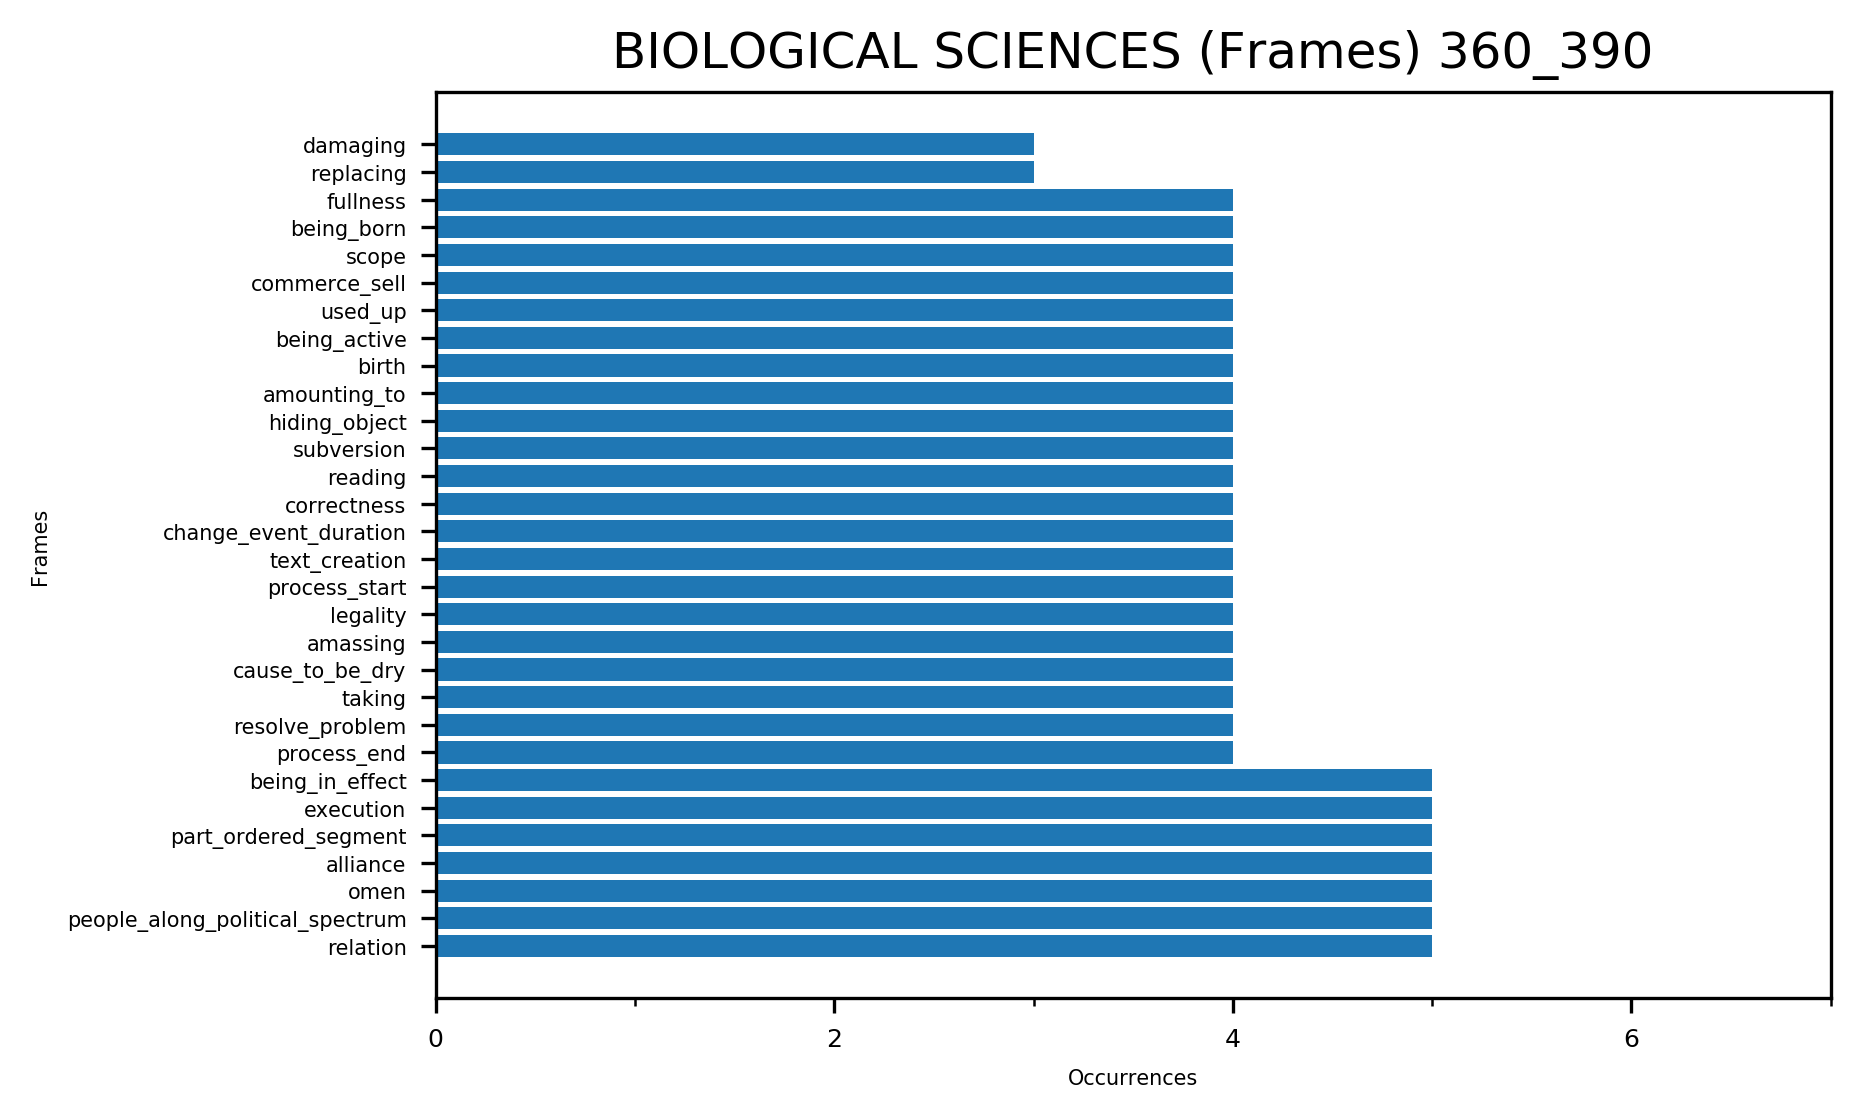 BIOLOGICAL SCIENCES (Frames) 360_390
damaging
replacing
fullness
being_born
scope
commerce_sell
used_up
being_active
birth
amounting_to
hiding_object
subversion
reading
correctness
change_event_duration
text_creation
process_start
legality
amassing
cause_to_be_dry
taking
resolve_problem
process_end
being_in_effect
execution
part_ordered_segment
alliance
omen
people_along_political_spectrum
relation
Frames
0 2 4 6
Occurrences